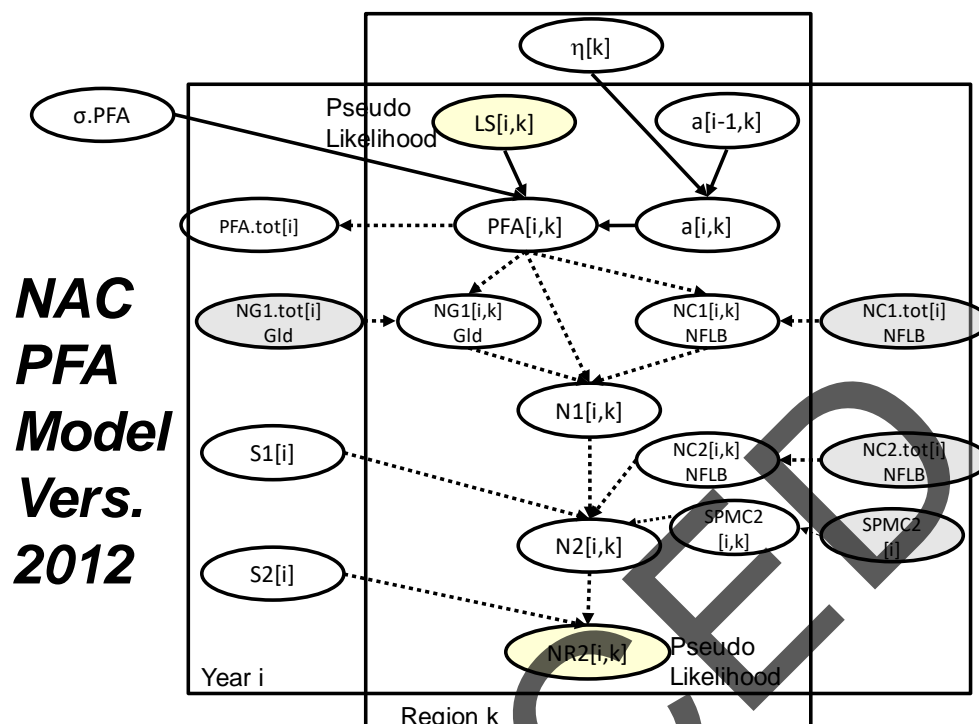 η[k]
σ.PFA
Pseudo
Likelihood
LS[i,k]
a[i-1,k]
PFA.tot[i]
PFA[i,k]
a[i,k]
NAC
PFA
Model
Vers.
2012
NG1.tot[i]
Gld
NG1[i,k]
Gld
NC1[i,k]
NFLB
NC1.tot[i]
NFLB
N1[i,k]
S1[i]
NC2[i,k]
NFLB
NC2.tot[i]
NFLB
SPMC2
[i,k]
SPMC2
[i]
N2[i,k]
S2[i]
NR2[i,k]
Pseudo
Likelihood
Year i
Region k
CED